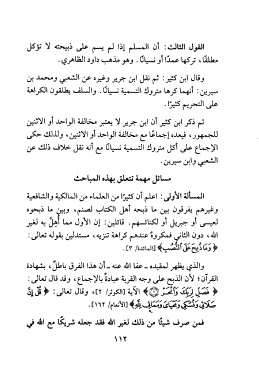 القول الثالث: أن المسلم إذا لم يسم على ذبيحته لا تؤكل
مطلقًا، تركها عمدًا أو نسيانًا. وهو مذهب داود الظاهري.
وقال ابن كثير: ثم نقل ابن جرير وغيره عن الشعبي ومحمد بن
سيرين: أنهما كرها متروك التسمية نسيانًا. والسلف يطلقون الكراهة
على التحريم كثيرًا.
ثم ذكر ابن كثير أن ابن جرير لا يعتبر مخالفة الواحد أو الاثنين
للجمهور، فيعده إجماعًا مع مخالفة الواحد أو الاثنين، ولذلك حكى
الإجماع على أكل متروك التسمية نسيانًا مع أنه نقل خلاف ذلك عن
الشعبي وابن سيرين.
مسائل مهمة تتعلق بهذه المباحث
المسألة الأولى: اعلم أن كثيرًا من العلماء من المالكية والشافعية
وغيرهم يفرقون بين ما ذبحه أهل الكتاب لصنم، وبين ما ذبحوه
لعيسى أو جبريل أو لكنائسهم. قائلين: إن الأول مما أهل به لغير
الله، دون الثاني فمكروه عندهم كراهة تنزيه، مستدلين بقوله تعالى:
﴿وَمَا ذُبِحَ عَلَى النُّصُبِ﴾ [المائدة/ ٣].
والذي يظهر لمقيده ـ عفا الله عنه ـ أن هذا الفرق باطل، بشهادة
القرآن؛ لأن الذبح على وجه القربة عبادة بالإجماع، وقد قال تعالى:
﴿فَصَلِّ لِرَبِّكَ وَانْحَرْ﴾ الآية [الكوثر/ ٢]، وقال تعالى: ﴿قُلْ إِنَّ
صَلَاتِي وَنُسُكِي وَمَحْيَايَ وَمَمَاتِي لِلَّهِ﴾ [الأنعام/ ١٦٢].
فمن صرف شيئًا من ذلك لغير الله فقد جعله شريكًا مع الله في
١١٢